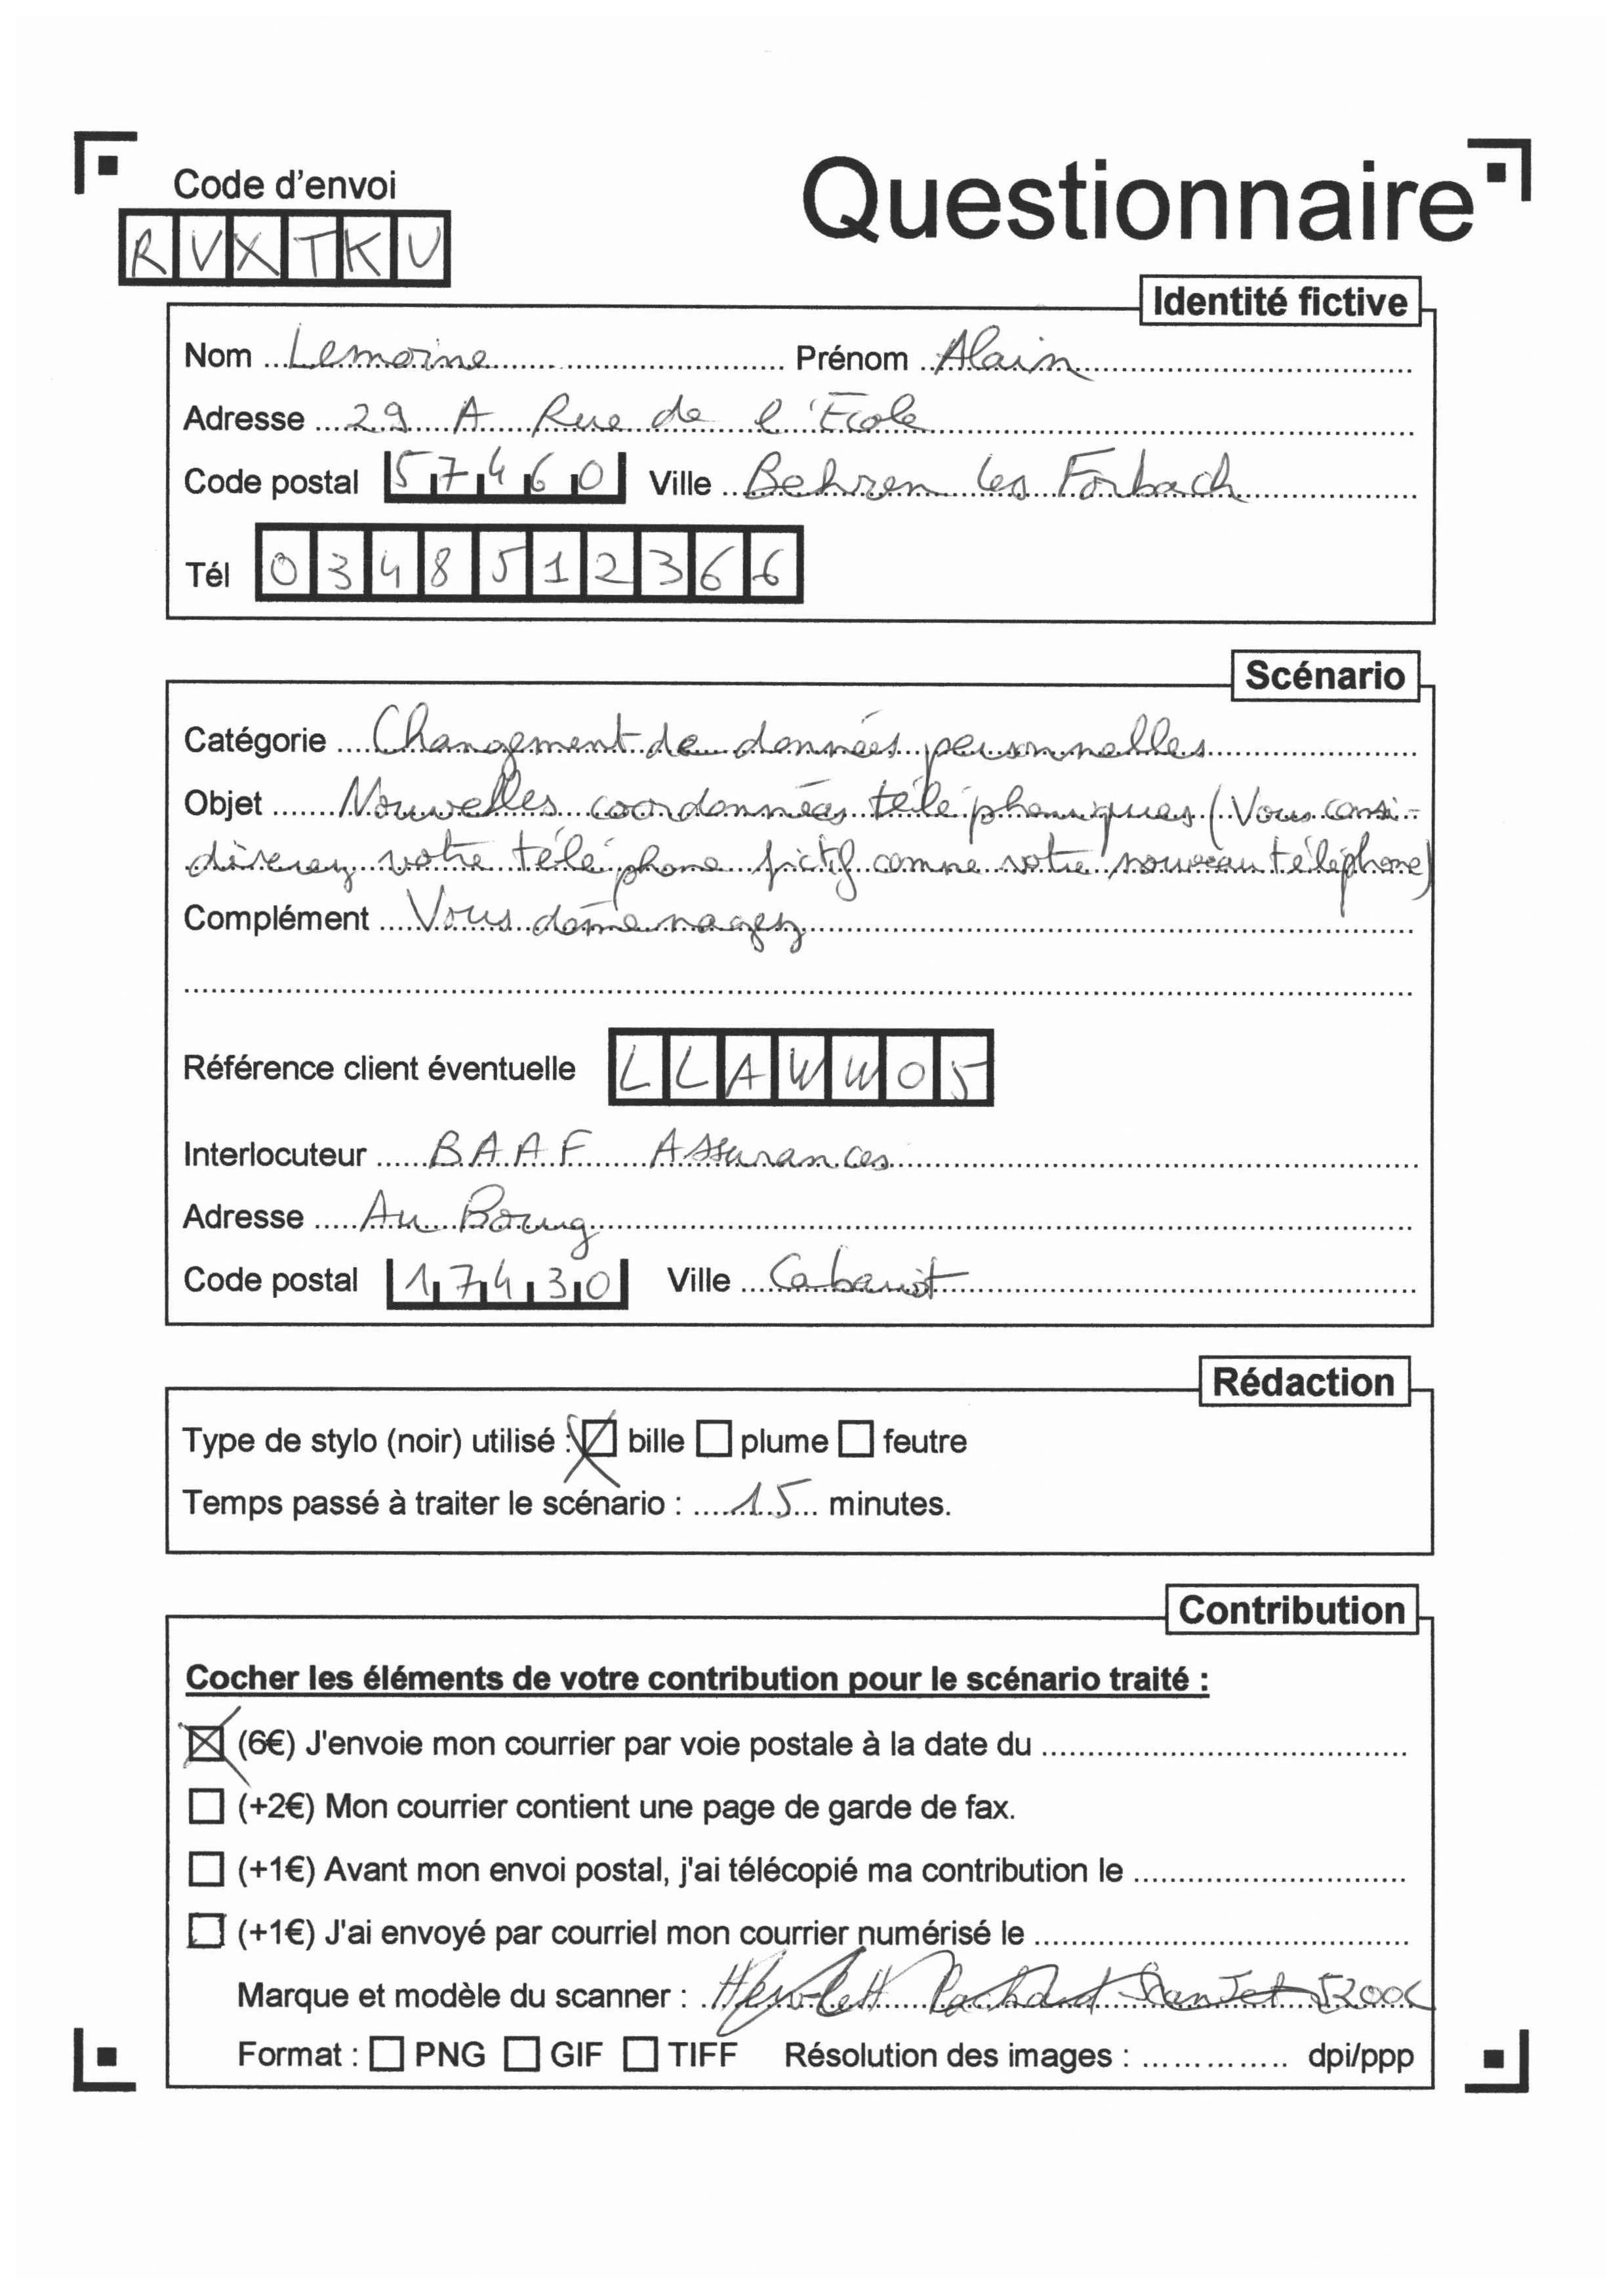 Code d'envoi
Questionnaire
RVXTKU
Identité fictive
Nom Lemoine Prénom Alain
Adresse 29 A Rue de l'Ecole
Code postal 57460 Ville Behren les Forbach
Tél 0348512366
Scénario
Catégorie Changement de données personnelles
Objet Nouvelles coordonnées téléphoniques (Vous consi-
dèrerez votre téléphone fictif comme votre nouveau téléphone)
Complément Vous déménagez
Référence client éventuelle LLAWW05
Interlocuteur BAAF Assurances
Adresse Au Bourg
Code postal 17430 Ville Cabariot
Rédaction
Type de stylo (noir) utilisé : bille plume feutre
Temps passé à traiter le scénario : 15 minutes.
Contribution
Cocher les éléments de votre contribution pour le scénario traité :
(6€) J'envoie mon courrier par voie postale à la date du
(+2€) Mon courrier contient une page de garde de fax.
(+1€) Avant mon envoi postal, j'ai télécopié ma contribution le
(+1€) J'ai envoyé par courriel mon courrier numérisé le
Marque et modèle du scanner : Hewlett Packard ScanJet 5200C
Format : PNG GIF TIFF Résolution des images : dpi/ppp